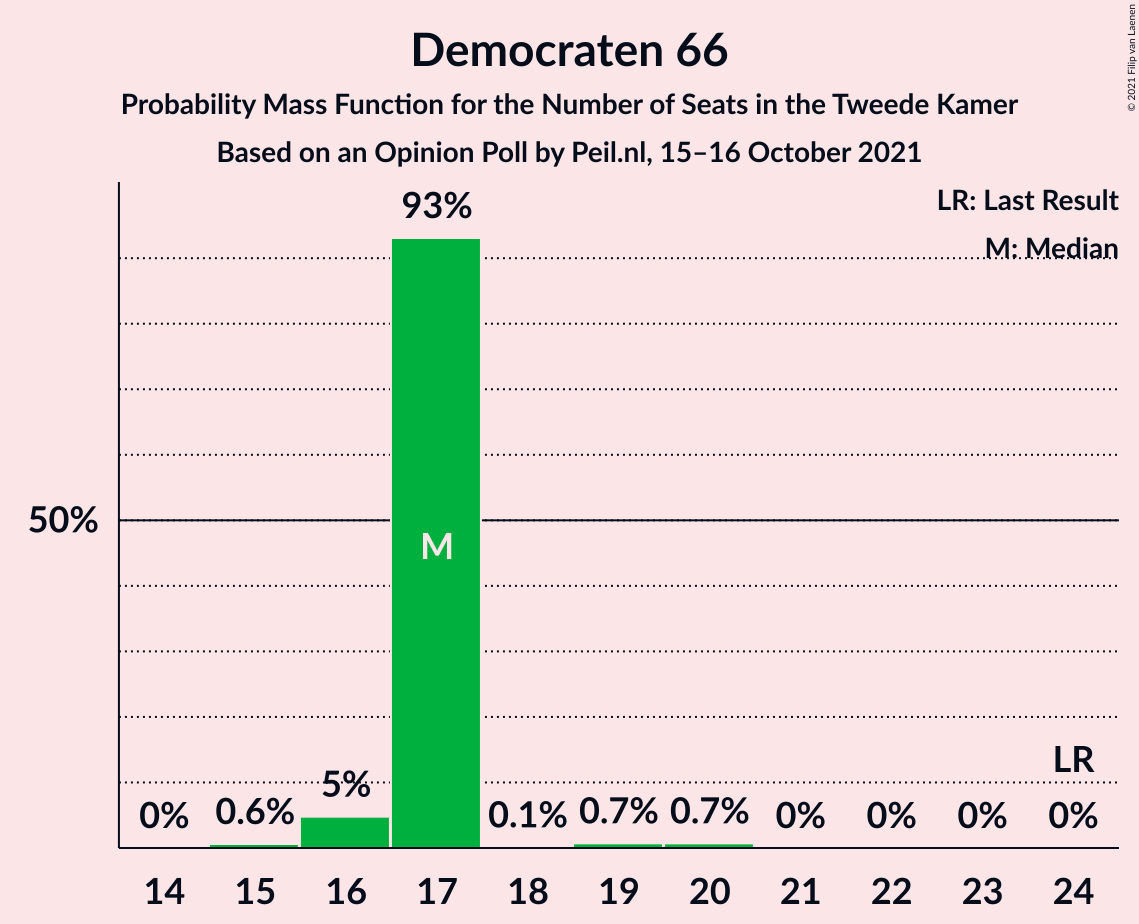 Democraten 66
Probability Mass Function for the Number of Seats in the Tweede Kamer
Based on an Opinion Poll by Peil.nl, 15–16 October 2021
© 2021 Filip van Laenen
LR: Last Result
M: Median
93%
50%
M
LR
0%
0.6%
5%
0.1%
0.7%
0.7%
0%
0%
0%
0%
14
15
16
17
18
19
20
21
22
23
24